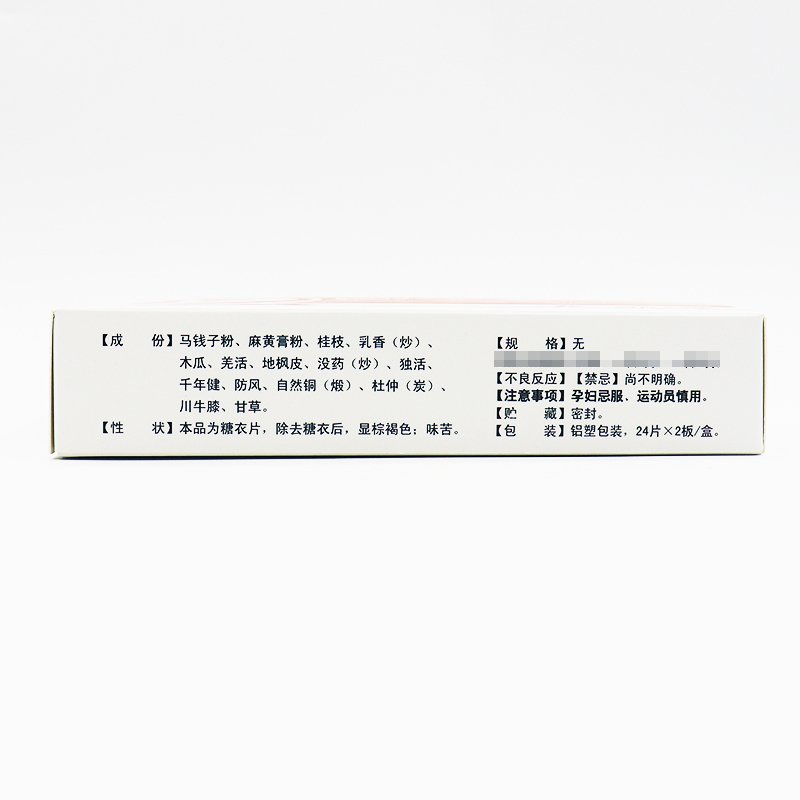 【成　份】马钱子粉、麻黄膏粉、桂枝、乳香（炒）、
木瓜、羌活、地枫皮、没药（炒）、独活、
千年健、防风、自然铜（煅）、杜仲（炭）、
川牛膝、甘草。
【性　状】本品为糖衣片，除去糖衣后，显棕褐色；味苦。
【规　格】无
【不良反应】【禁忌】尚不明确。
【注意事项】孕妇忌服、运动员慎用。
【贮　藏】密封。
【包　装】铝塑包装，24片×2板/盒。